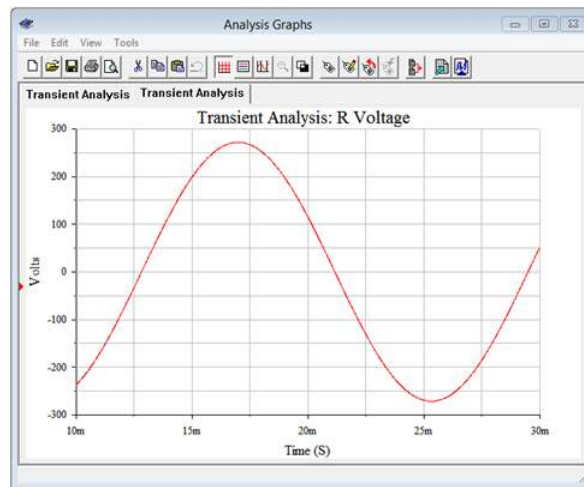 Analysis Graphs
File Edit View Tools
Transient Analysis Transient Analysis
Transient Analysis: R Voltage
300
200
100
0
-100
-200
-300
Volts
10m 15m 20m 25m 30m
Time (S)